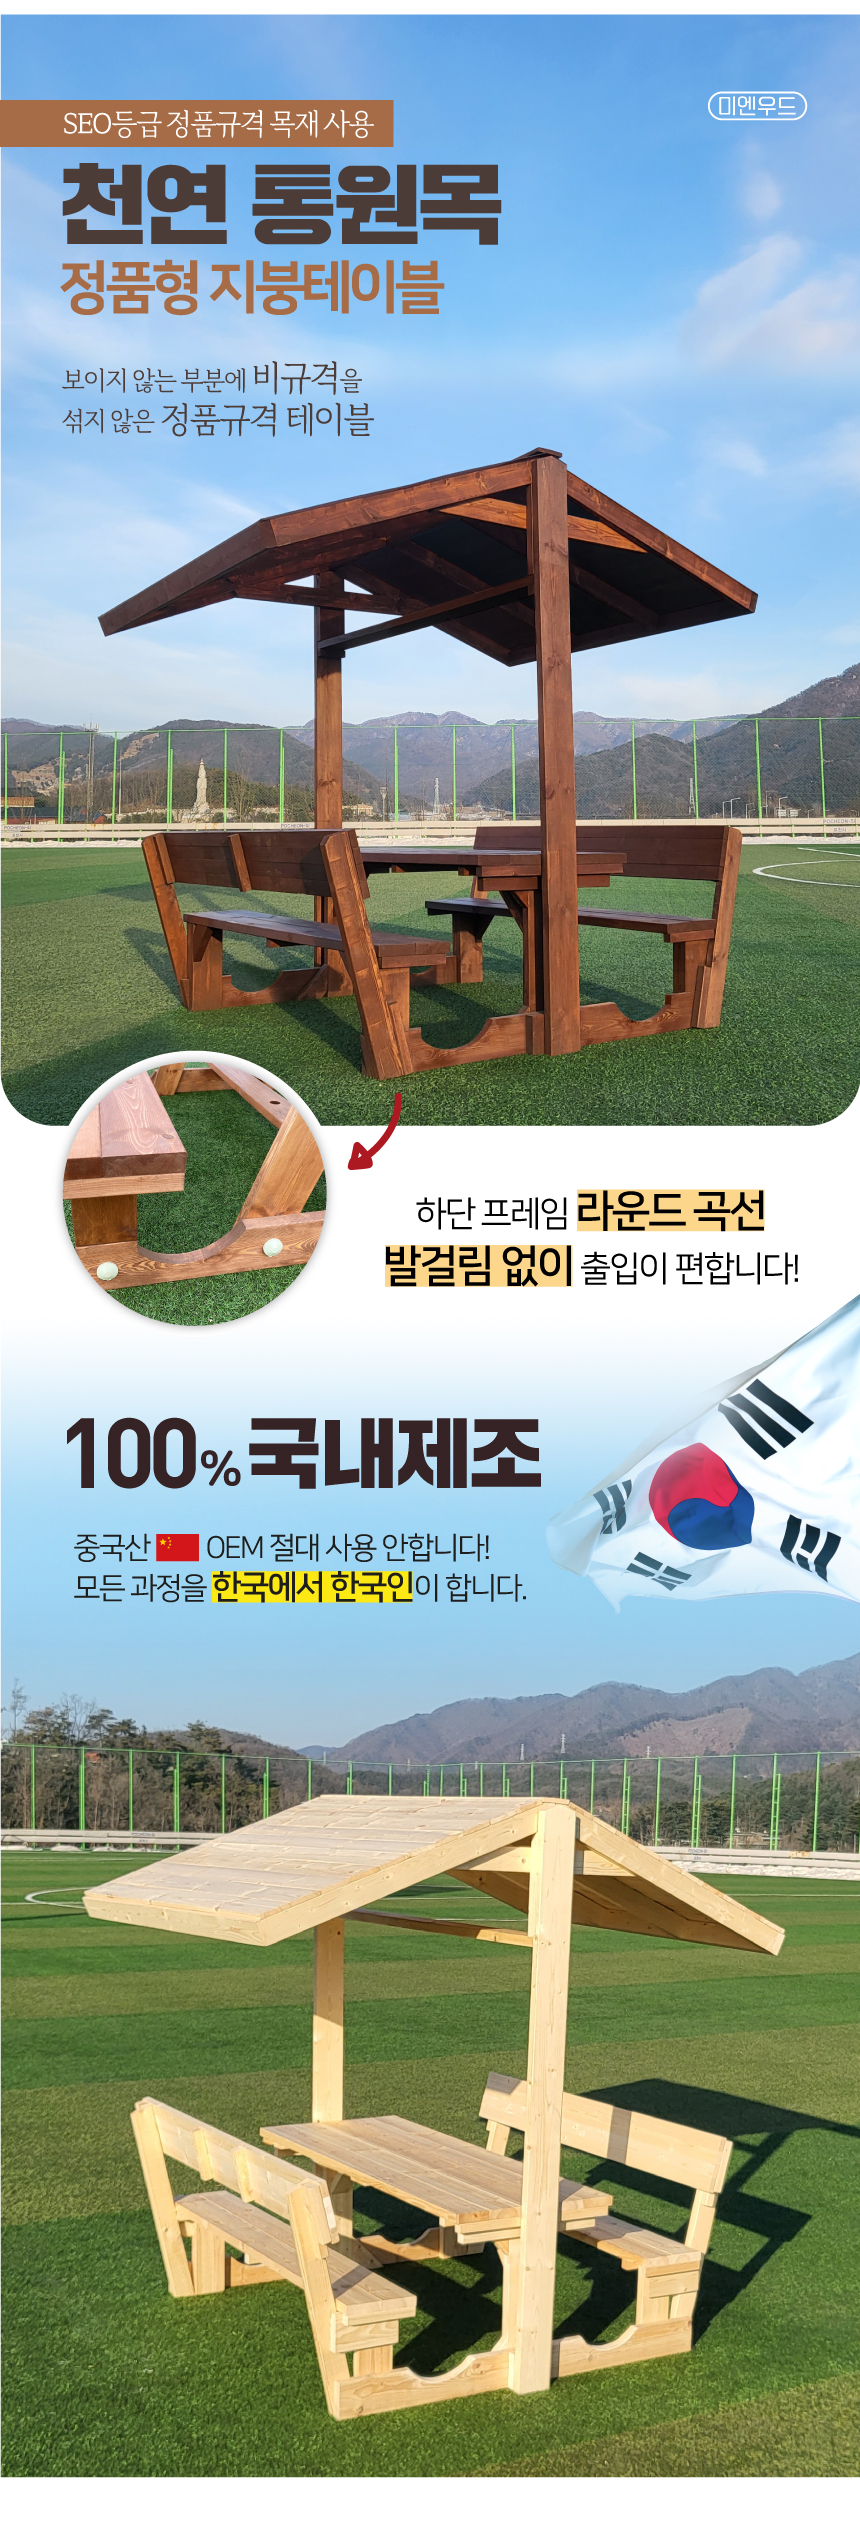 SEO등급 정품규격 목재 사용
미엔우드
천연 통원목
정품형 지붕테이블
보이지 않는 부분에 비규격을
섞지 않은 정품규격 테이블
하단 프레임 라운드 곡선
발걸림 없이 출입이 편합니다!
100% 국내제조
중국산 OEM 절대 사용 안합니다!
모든 과정을 한국에서 한국인이 합니다.